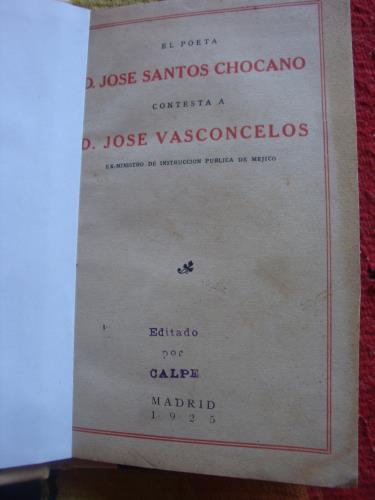 EL POETA
D. JOSE SANTOS CHOCANO
CONTESTA A
D. JOSE VASCONCELOS
EX-MINISTRO DE INSTRUCCION PUBLICA DE MEJICO
Editado
por
CALPE
MADRID
1925